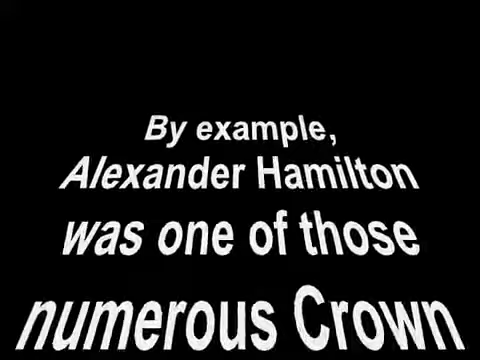 By example,
Alexander Hamilton
was one of those
numerous Crown